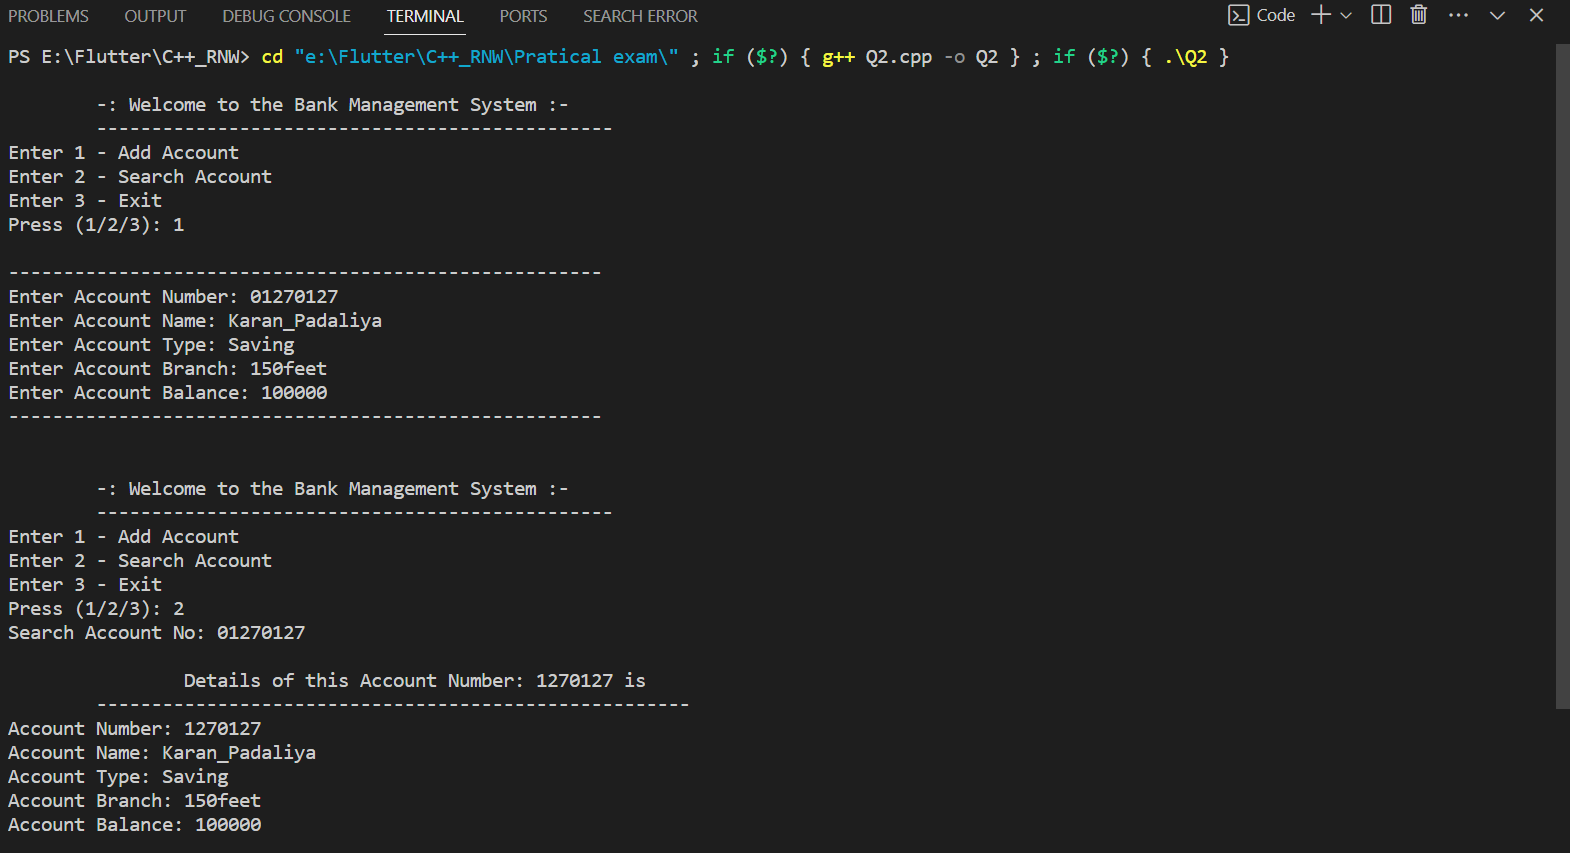 PROBLEMS OUTPUT DEBUG CONSOLE TERMINAL PORTS SEARCH ERROR Code
PS E:\Flutter\C++_RNW> cd "e:\Flutter\C++_RNW\Pratical exam\" ; if ($?) { g++ Q2.cpp -o Q2 } ; if ($?) { .\Q2 }
-: Welcome to the Bank Management System :-
-----------------------------------------------
Enter 1 - Add Account
Enter 2 - Search Account
Enter 3 - Exit
Press (1/2/3): 1
------------------------------------------------------
Enter Account Number: 01270127
Enter Account Name: Karan_Padaliya
Enter Account Type: Saving
Enter Account Branch: 150feet
Enter Account Balance: 100000
------------------------------------------------------
-: Welcome to the Bank Management System :-
-----------------------------------------------
Enter 1 - Add Account
Enter 2 - Search Account
Enter 3 - Exit
Press (1/2/3): 2
Search Account No: 01270127
Details of this Account Number: 1270127 is
------------------------------------------------------
Account Number: 1270127
Account Name: Karan_Padaliya
Account Type: Saving
Account Branch: 150feet
Account Balance: 100000